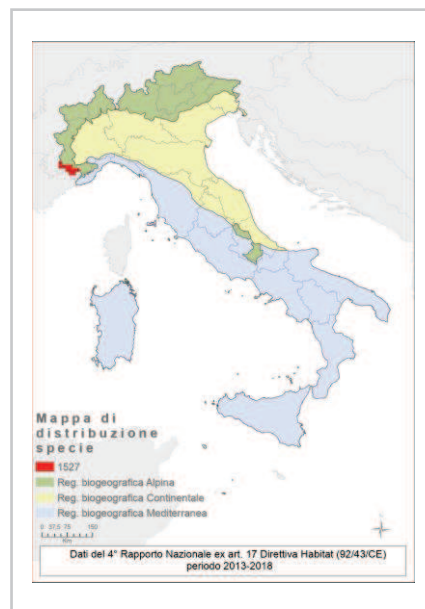 Mappa di
distribuzione
specie
1527
Reg. biogeografica Alpina
Reg. biogeografica Continentale
Reg. biogeografica Mediterranea
0 37,5 75 150
Km
Dati del 4° Rapporto Nazionale ex art. 17 Direttiva Habitat (92/43/CE)
periodo 2013-2018